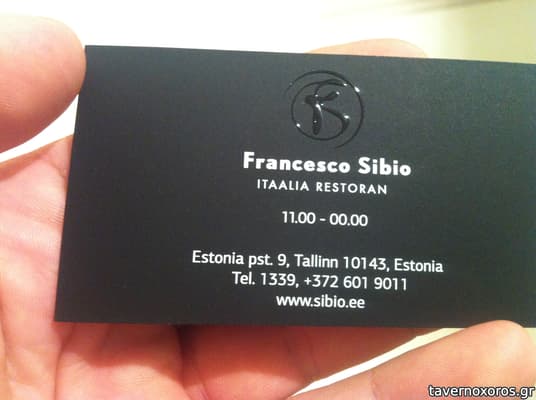 Francesco Sibio
ITAALIA RESTORAN
11.00 - 00.00
Estonia pst. 9, Tallinn 10143, Estonia
Tel. 1339, +372 601 9011
www.sibio.ee
tavernoxoros.gr